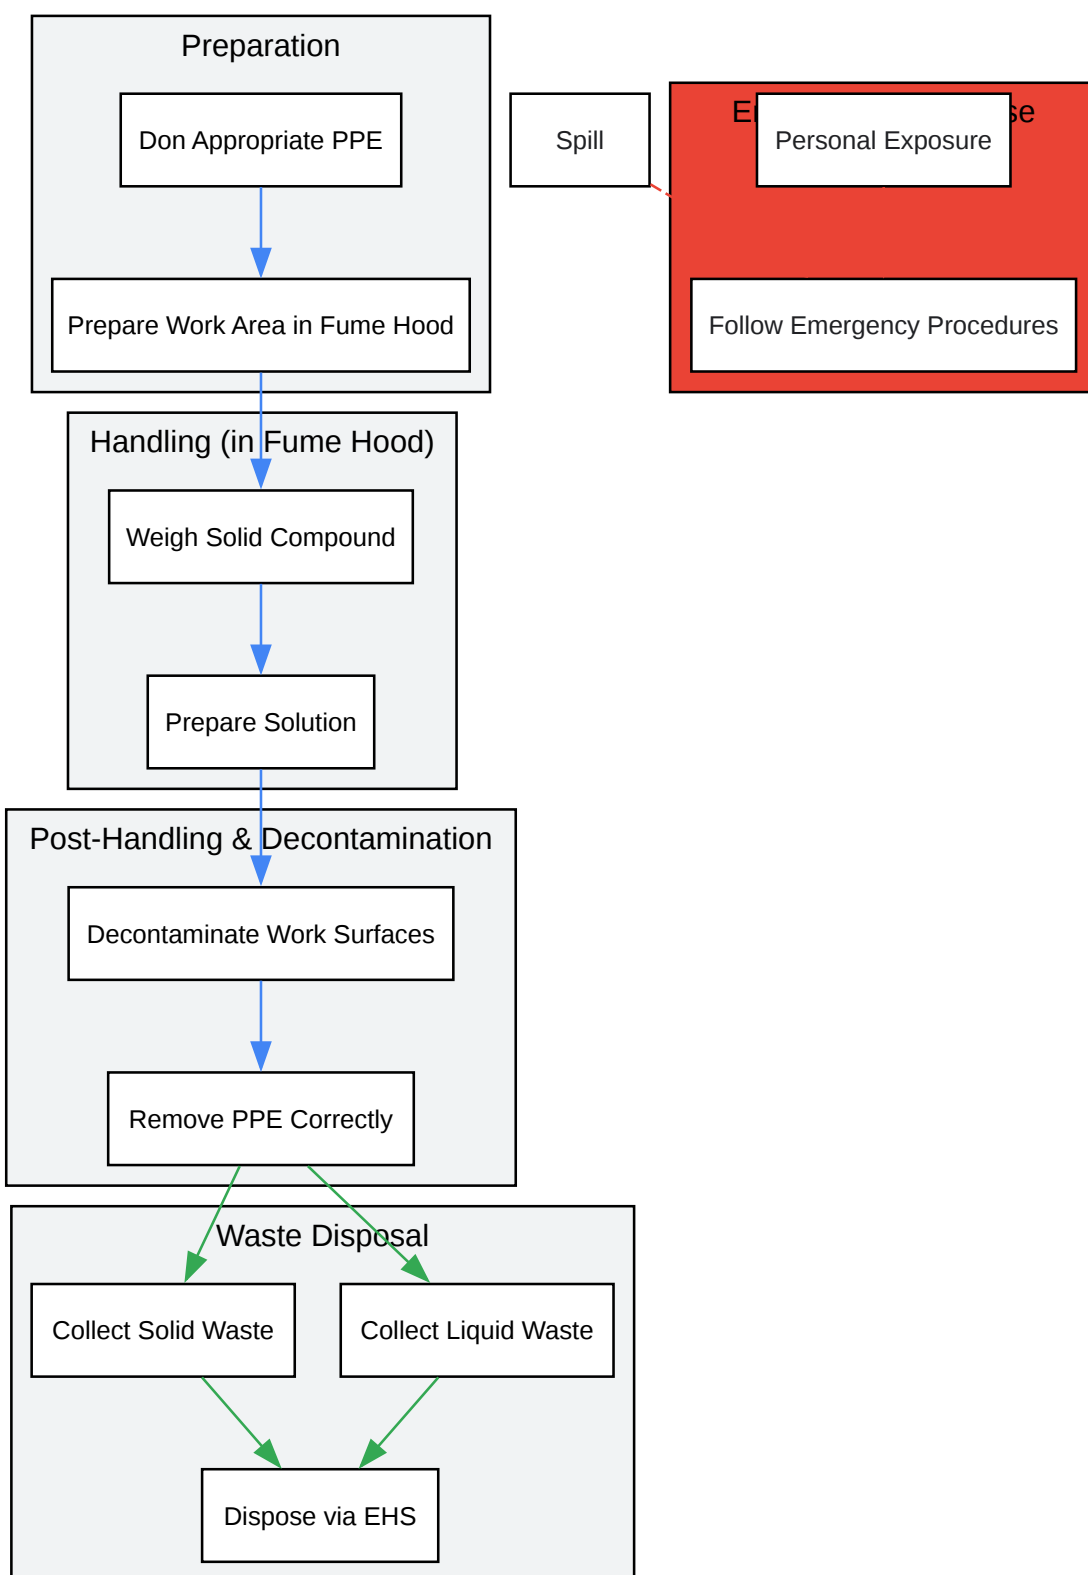 Preparation
Don Appropriate PPE
Prepare Work Area in Fume Hood
Spill
Personal Exposure
Follow Emergency Procedures
Handling (in Fume Hood)
Weigh Solid Compound
Prepare Solution
Post-Handling & Decontamination
Decontaminate Work Surfaces
Remove PPE Correctly
Waste Disposal
Collect Solid Waste
Collect Liquid Waste
Dispose via EHS